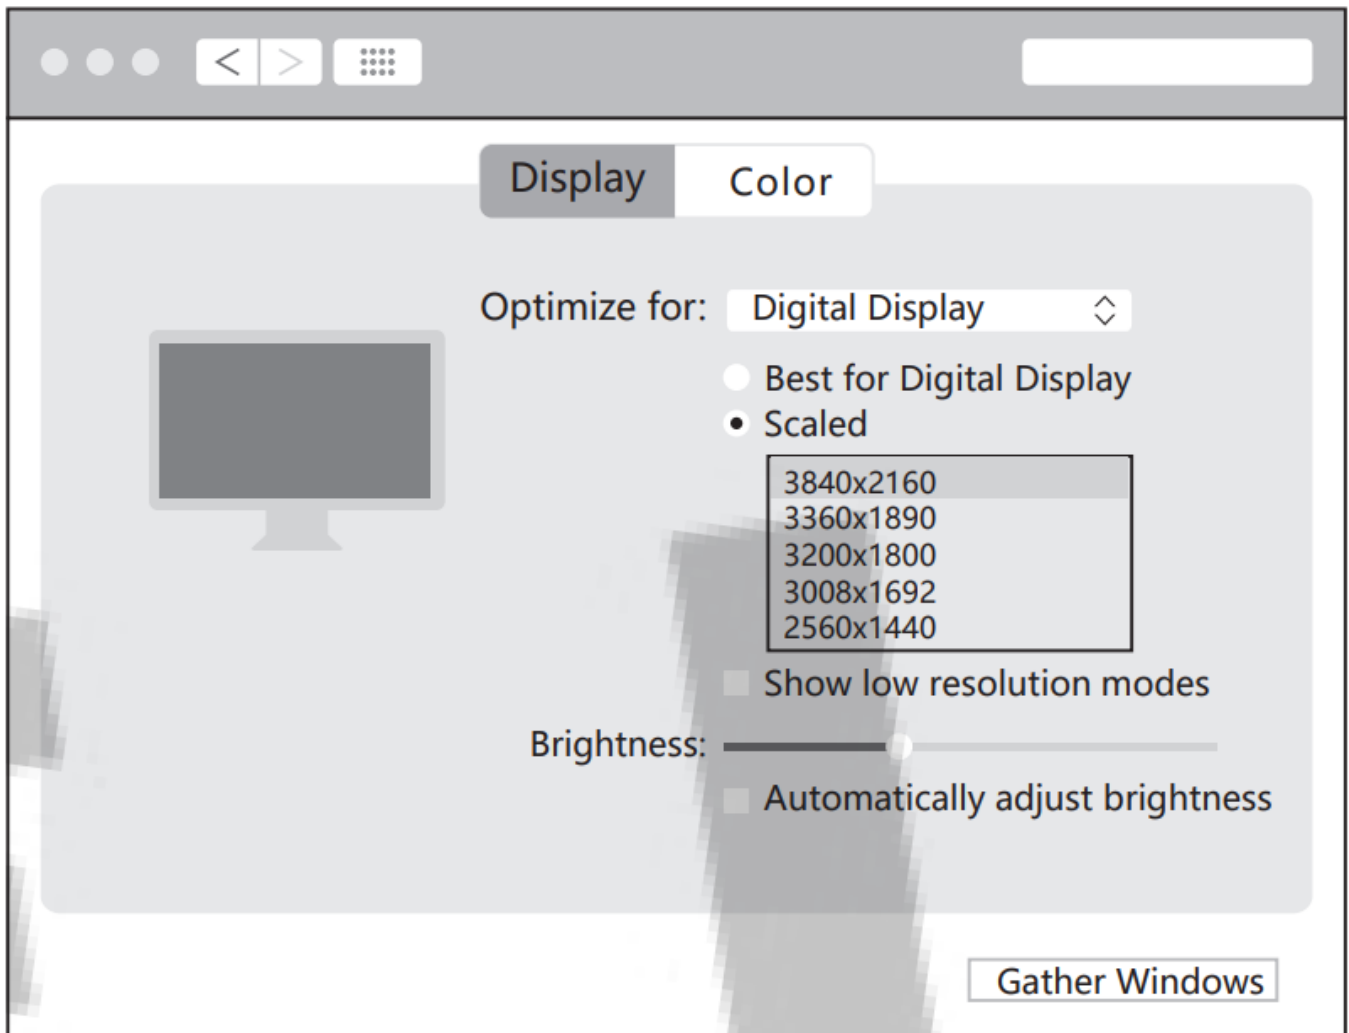 Display Color
Optimize for: Digital Display
Best for Digital Display
Scaled
3840x2160
3360x1890
3200x1800
3008x1692
2560x1440
Show low resolution modes
Brightness:
Automatically adjust brightness
Gather Windows